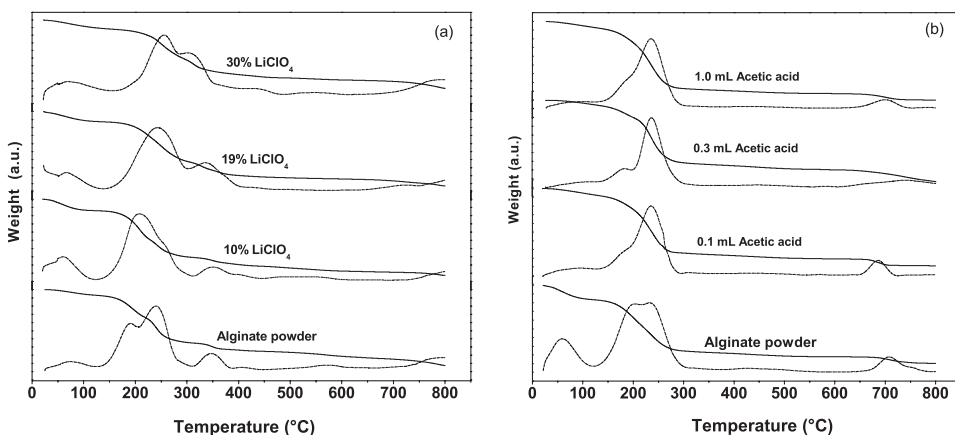 (a)
30% LiClO₄
19% LiClO₄
10% LiClO₄
Alginate powder
Weight (a.u.)
0 100 200 300 400 500 600 700 800
Temperature (°C)
(b)
1.0 mL Acetic acid
0.3 mL Acetic acid
0.1 mL Acetic acid
Alginate powder
Weight (a.u.)
0 100 200 300 400 500 600 700 800
Temperature (°C)